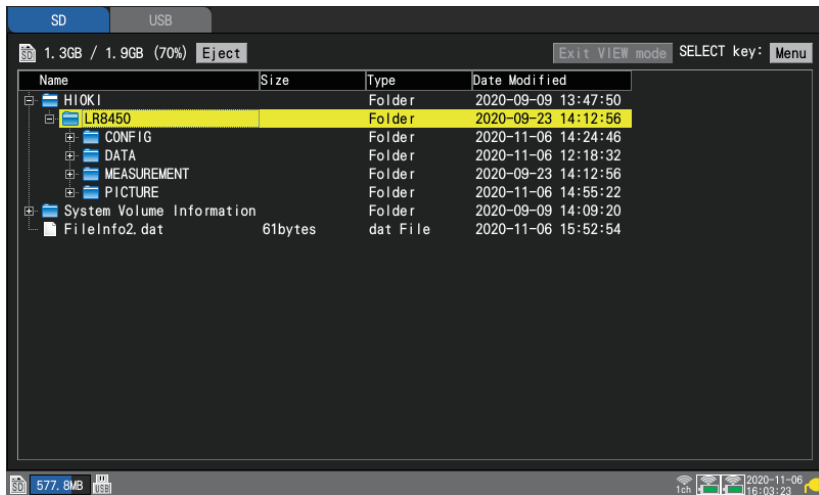 SD USB
SD 1.3GB / 1.9GB (70%) Eject Exit VIEW mode SELECT key: Menu
Name Size Type Date Modified
HIOKI Folder 2020-09-09 13:47:50
LR8450 Folder 2020-09-23 14:12:56
CONFIG Folder 2020-11-06 14:24:46
DATA Folder 2020-11-06 12:18:32
MEASUREMENT Folder 2020-09-23 14:12:56
PICTURE Folder 2020-11-06 14:55:22
System Volume Information Folder 2020-09-09 14:09:20
FileInfo2.dat 61bytes dat File 2020-11-06 15:52:54
SD 577.8MB USB 1ch 2020-11-06
16:03:23